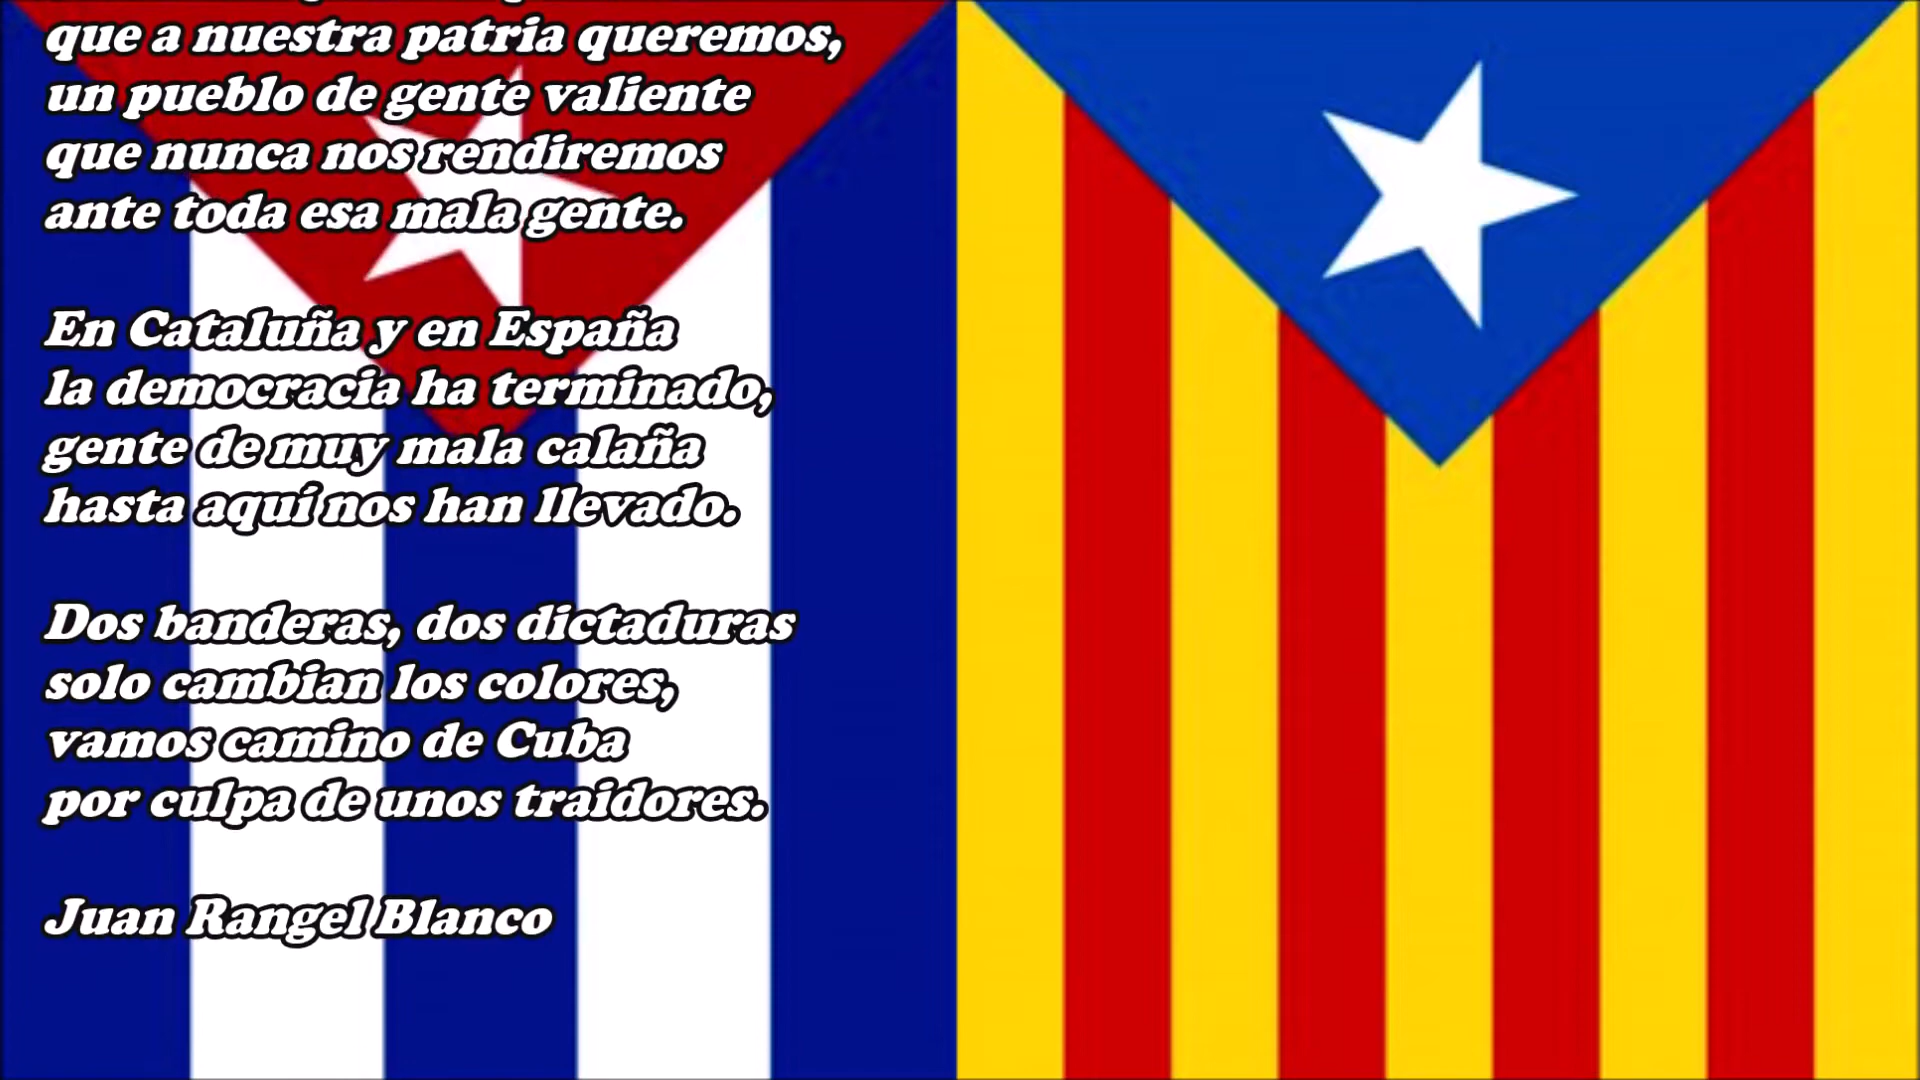 que a nuestra patria queremos,
un pueblo de gente valiente
que nunca nos rendiremos
ante toda esa mala gente.
En Cataluña y en España
la democracia ha terminado,
gente de muy mala calaña
hasta aquí nos han llevado.
Dos banderas, dos dictaduras
solo cambian los colores,
vamos camino de Cuba
por culpa de unos traidores.
Juan Rangel Blanco